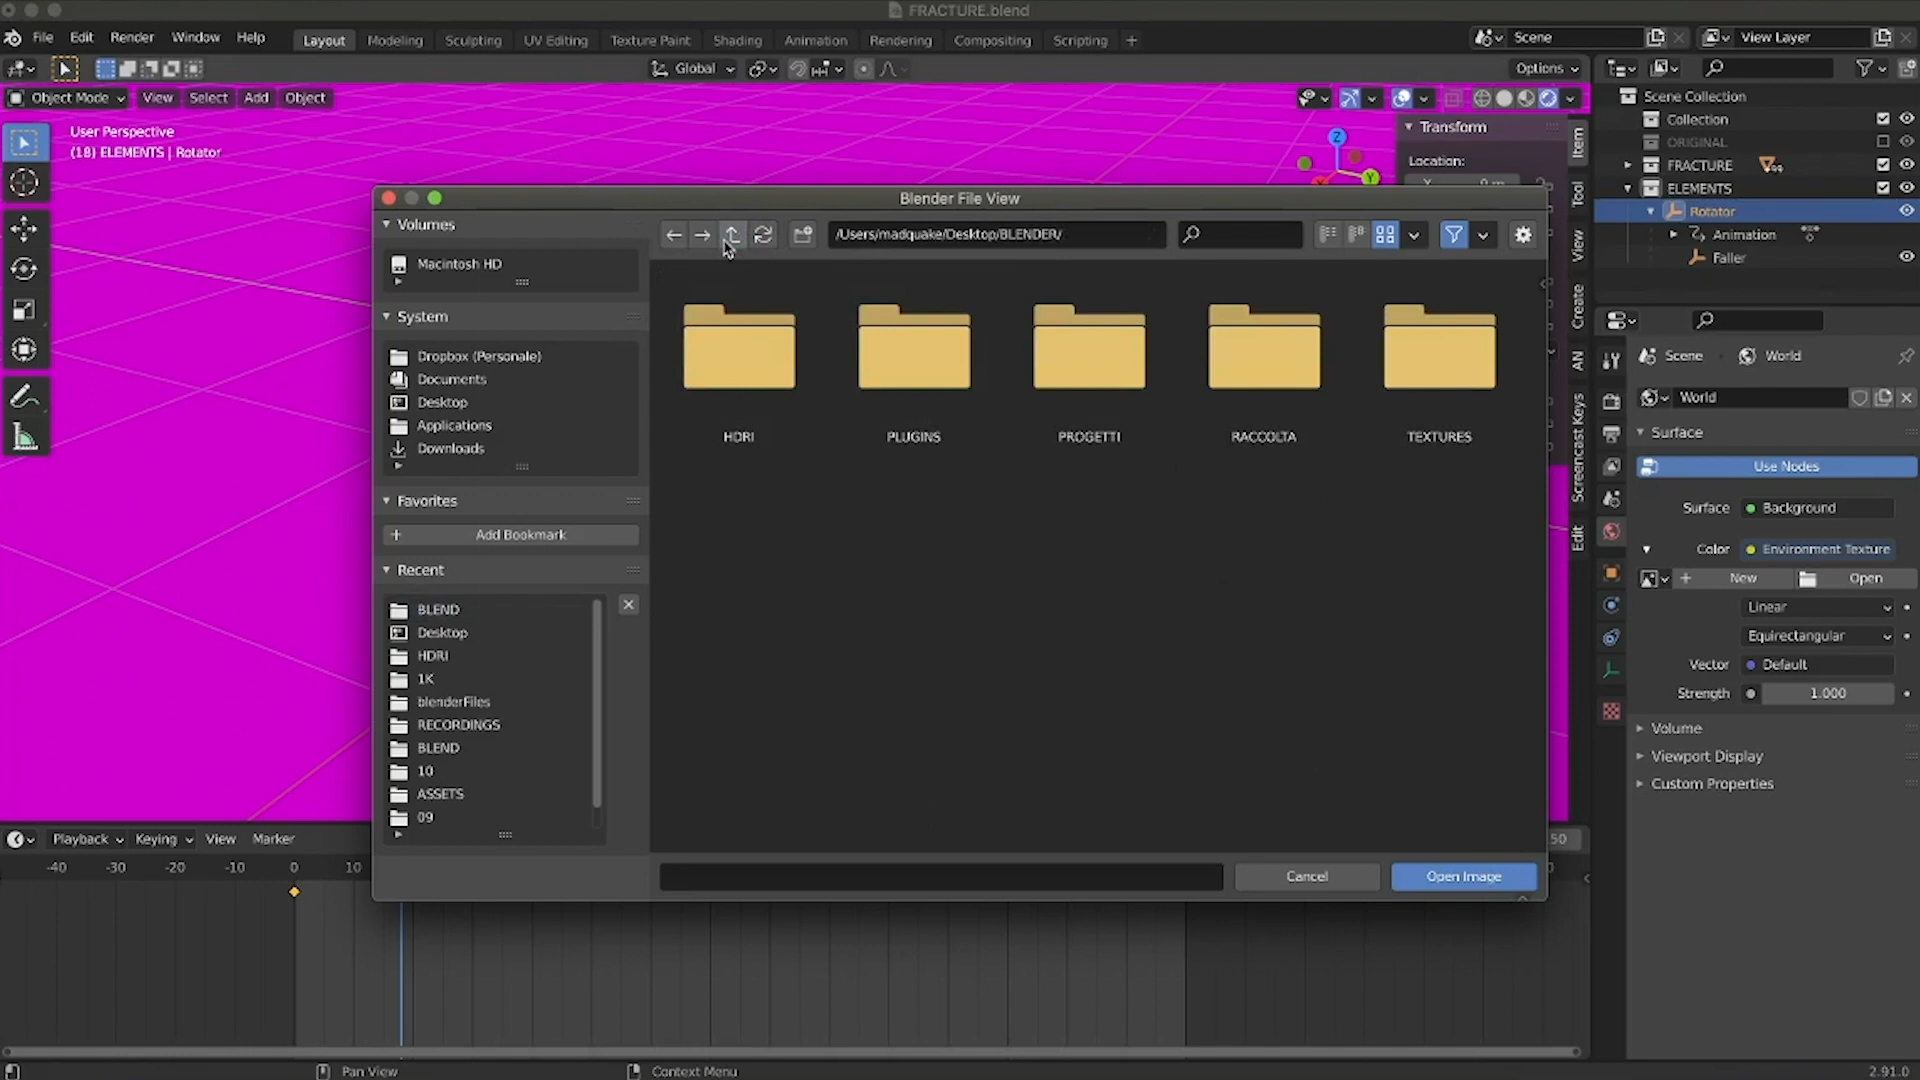 FRACTURE.blend
File Edit Render Window Help Layout Modeling Sculpting UV Editing Texture Paint Shading Animation Rendering Compositing Scripting + Scene View Layer
Global Options
Object Mode View Select Add Object
User Perspective
(18) ELEMENTS | Rotator
Z
Y
Transform
Location:
Item
Tool
View
Create
AN
Screencast Keys
Edit
Scene Collection
Collection
ORIGINAL
FRACTURE
ELEMENTS
Rotator
Animation
Faller
Blender File View
Volumes
Macintosh HD
System
Dropbox (Personale)
Documents
Desktop
Applications
Downloads
Favorites
Add Bookmark
Recent
BLEND
Desktop
HDRI
1K
blenderFiles
RECORDINGS
BLEND
10
ASSETS
09
/Users/madquake/Desktop/BLENDER/
HDRI PLUGINS PROGETTI RACCOLTA TEXTURES
Cancel Open Image
Scene World
World
Surface
Use Nodes
Surface Background
Color Environment Texture
New Open
Linear
Equirectangular
Vector Default
Strength 1.000
Volume
Viewport Display
Custom Properties
Playback Keying View Marker
-40 -30 -20 -10 0 10
50
Pan View Context Menu 2.91.0